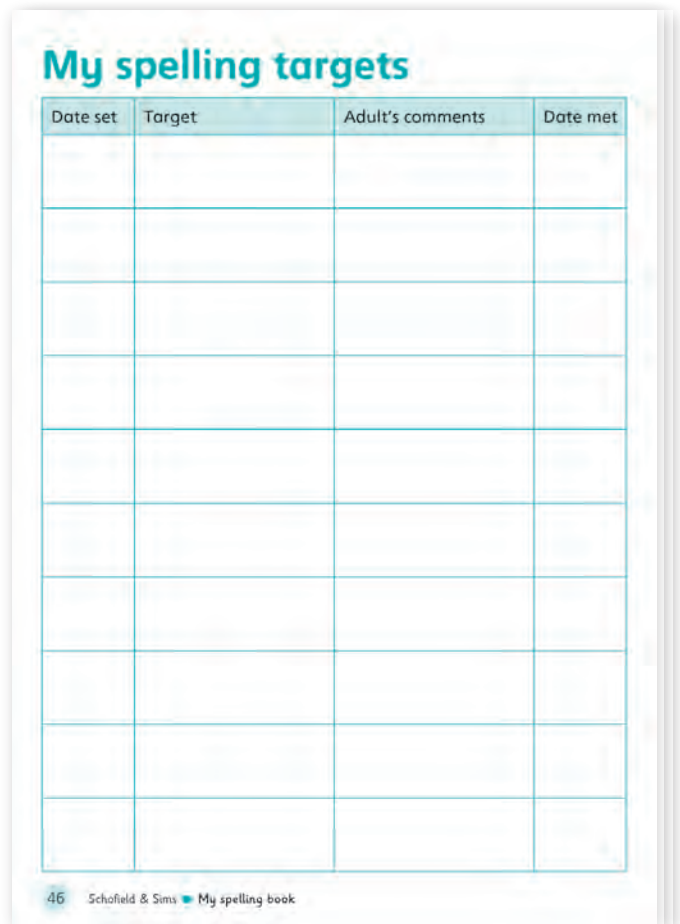 My spelling targets
Date set Target Adult's comments Date met
46 Schofield & Sims My spelling book